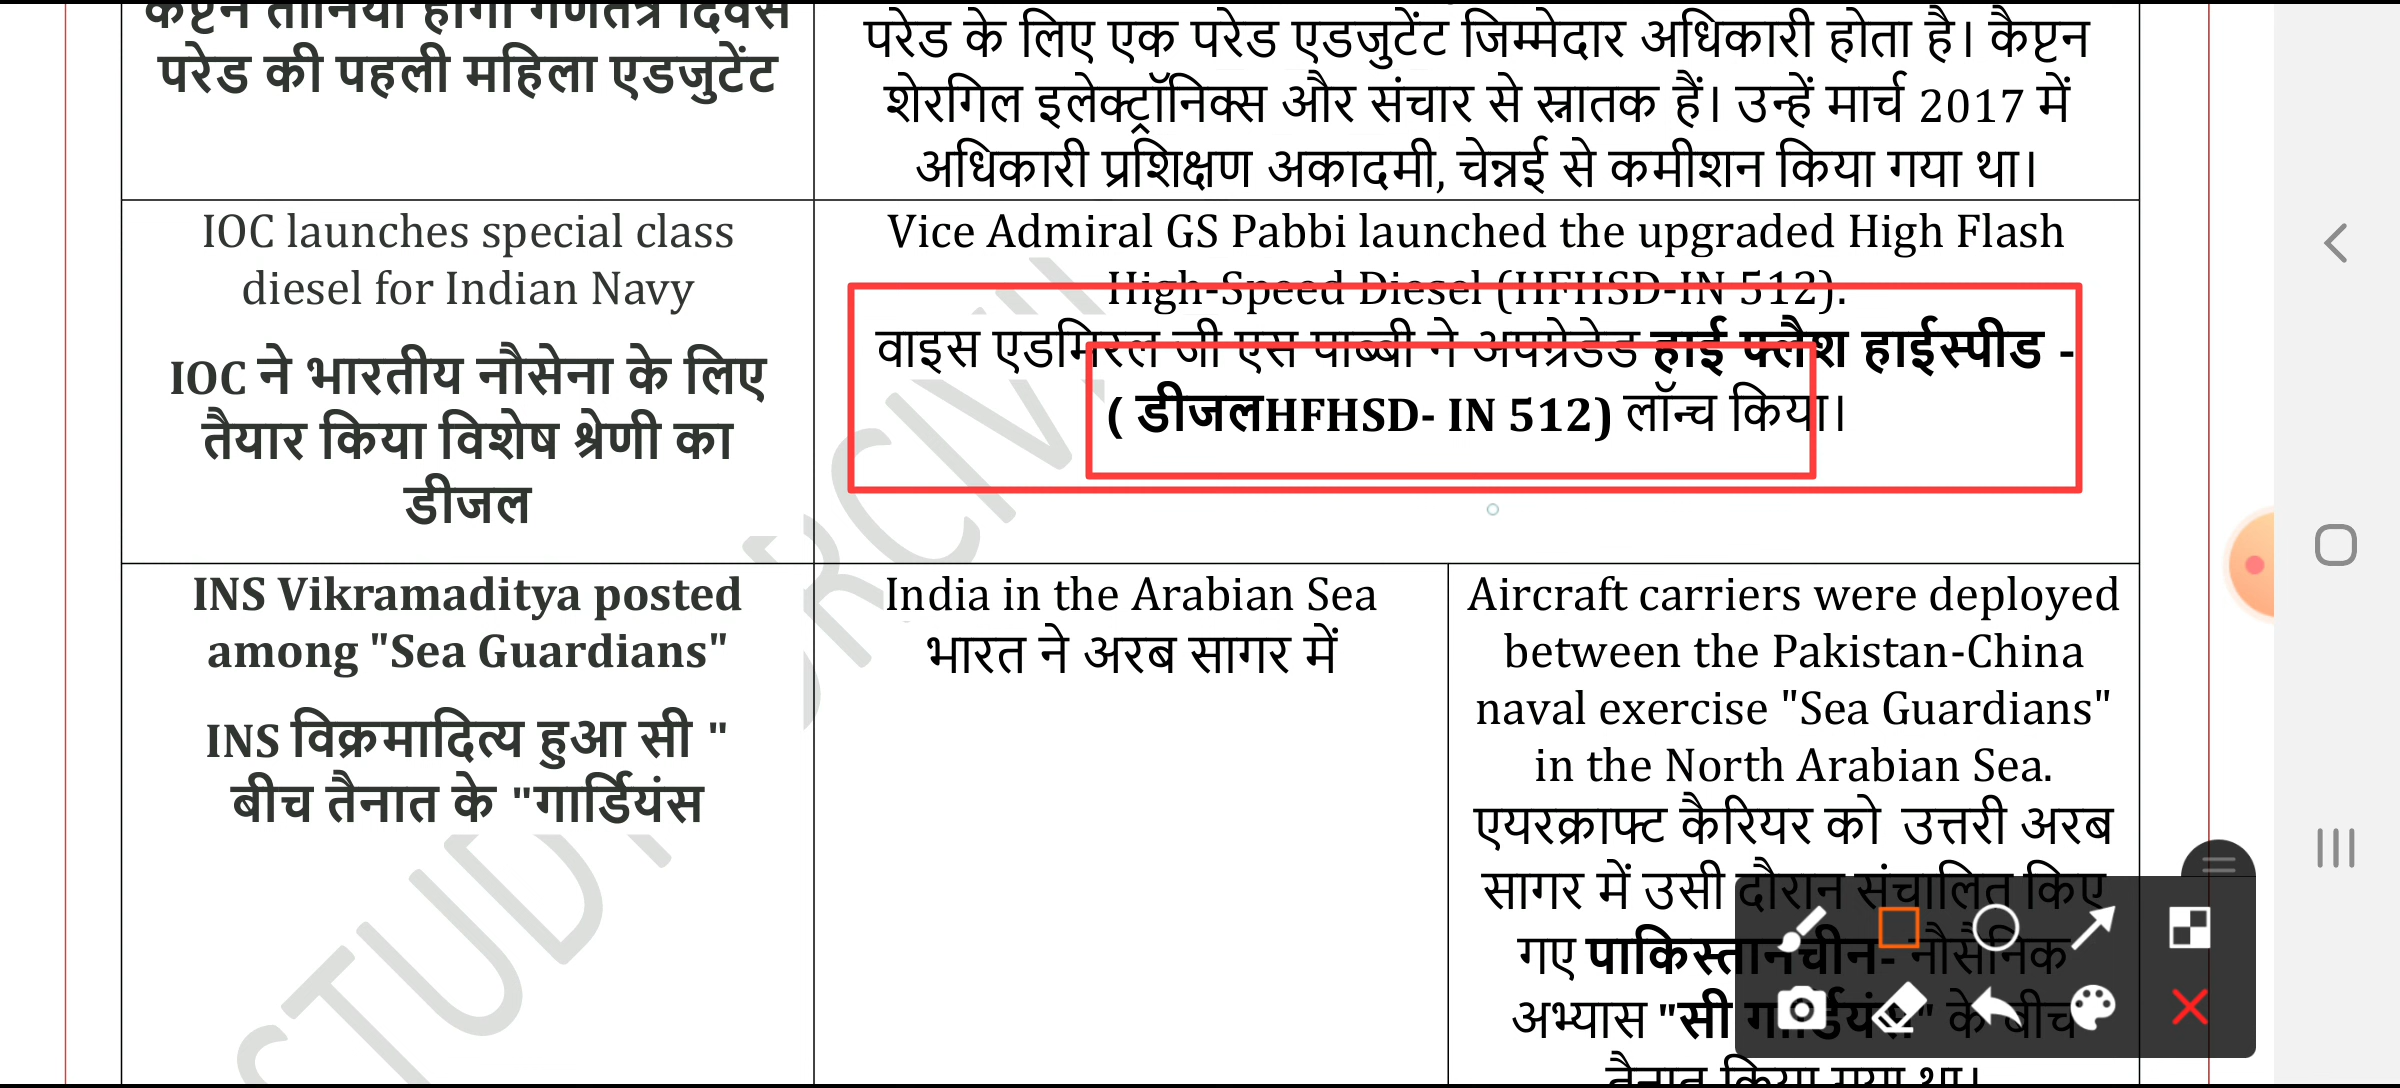 कैप्टन तानिया होंगी गणतंत्र दिवस
परेड की पहली महिला एडजुटेंट
परेड के लिए एक परेड एडजुटेंट जिम्मेदार अधिकारी होता है। कैप्टन
शेरगिल इलेक्ट्रॉनिक्स और संचार से स्नातक हैं। उन्हें मार्च 2017 में
अधिकारी प्रशिक्षण अकादमी, चेन्नई से कमीशन किया गया था।
IOC launches special class
diesel for Indian Navy
IOC ने भारतीय नौसेना के लिए
तैयार किया विशेष श्रेणी का
डीजल
Vice Admiral GS Pabbi launched the upgraded High Flash
High-Speed Diesel (HFHSD-IN 512).
वाइस एडमिरल जी एस पाब्बी ने अपग्रेडेड हाई फ्लैश हाईस्पीड -
( डीजलHFHSD- IN 512) लॉन्च किया।
INS Vikramaditya posted
among "Sea Guardians"
INS विक्रमादित्य हुआ सी "
बीच तैनात के "गार्डियंस
India in the Arabian Sea
भारत ने अरब सागर में
Aircraft carriers were deployed
between the Pakistan-China
naval exercise "Sea Guardians"
in the North Arabian Sea.
एयरक्राफ्ट कैरियर को उत्तरी अरब
सागर में उसी दौरान संचालित किए
गए पाकिस्तानचीन- नौसैनिक
अभ्यास "सी गार्डियंस" के बीच
तैनात किया गया था।